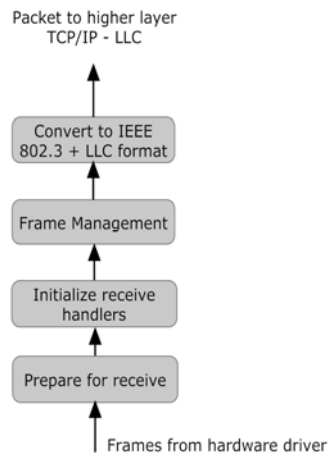 Packet to higher layer
TCP/IP - LLC
Convert to IEEE
802.3 + LLC format
Frame Management
Initialize receive
handlers
Prepare for receive
Frames from hardware driver